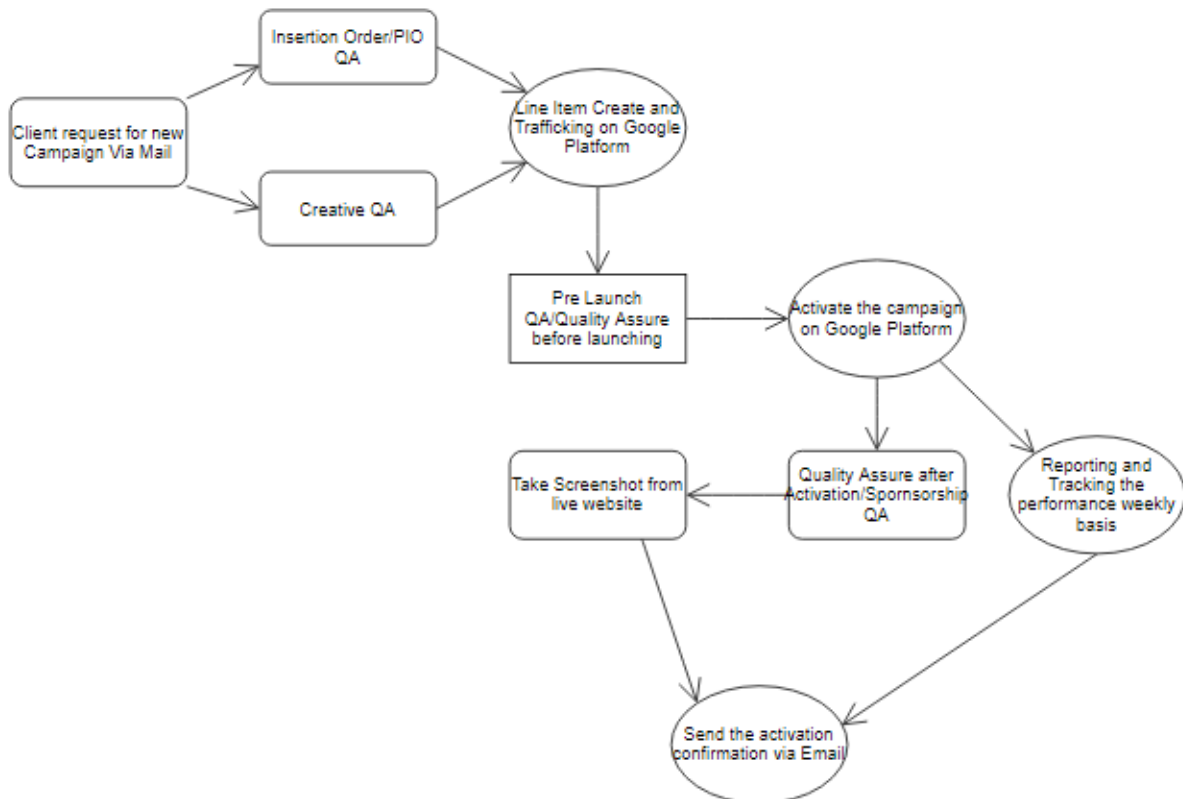 Insertion Order/PIO
QA
Client request for new
Campaign Via Mail
Creative QA
Line Item Create and
Trafficking on Google
Platform
Pre Launch
QA/Quality Assure
before launching
Activate the campaign
on Google Platform
Take Screenshot from
live website
Quality Assure after
Activation/Spornsorship
QA
Reporting and
Tracking the
performance weekly
basis
Send the activation
confirmation via Email